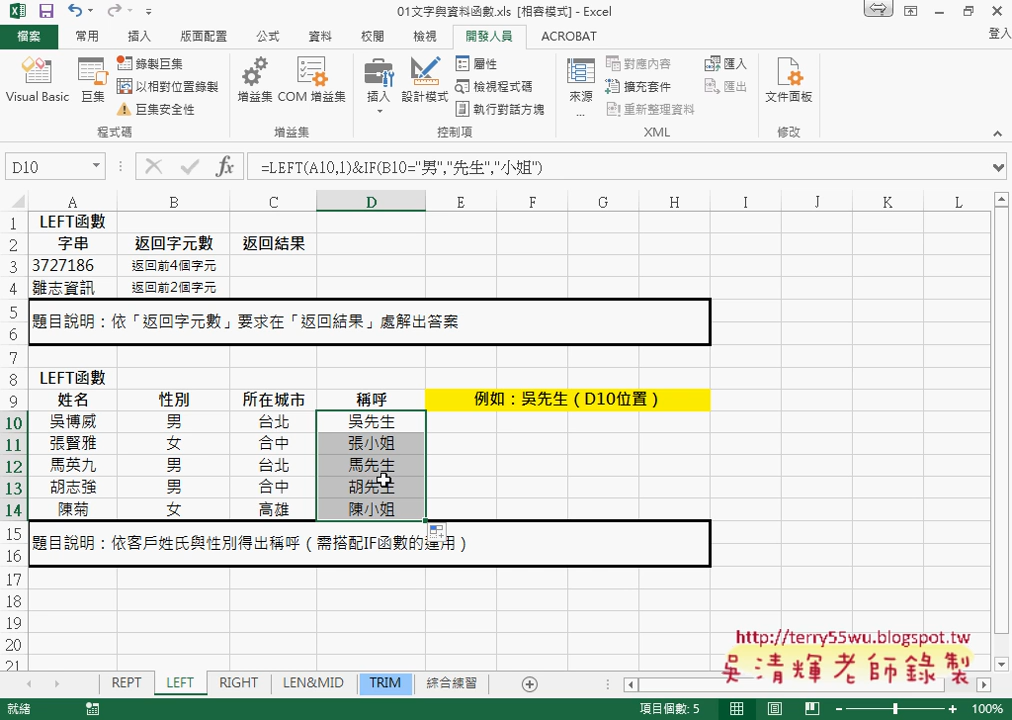 01文字與資料函數.xls [相容模式] - Excel
檔案 常用 插入 版面配置 公式 資料 校閱 檢視 開發人員 ACROBAT 登入
Visual Basic 巨集 錄製巨集 以相對位置錄製 巨集安全性 程式碼
增益集 COM 增益集 增益集
插入 設計模式 屬性 檢視程式碼 執行對話方塊 控制項
來源 ... 對應內容 擴充套件 重新整理資料 匯入 匯出 XML
文件面板 修改
D10 fx =LEFT(A10,1)&IF(B10="男","先生","小姐")
A B C D E F G H I J K L
1 LEFT函數
2 字串 返回字元數 返回結果
3 3727186 返回前4個字元
4 雛志資訊 返回前2個字元
5 題目說明：依「返回字元數」要求在「返回結果」處解出答案
6
7
8 LEFT函數
9 姓名 性別 所在城市 稱呼 例如：吳先生（D10位置）
10 吳博威 男 台北 吳先生
11 張賢雅 女 台中 張小姐
12 馬英九 男 台北 馬先生
13 胡志強 男 台中 胡先生
14 陳菊 女 高雄 陳小姐
15 題目說明：依客戶姓氏與性別得出稱呼（需搭配IF函數的運用）
16
17
18
19
20
21
http://terry55wu.blogspot.tw
吳清輝老師錄製
REPT LEFT RIGHT LEN&MID TRIM 綜合練習
就緒 項目個數: 5 100%